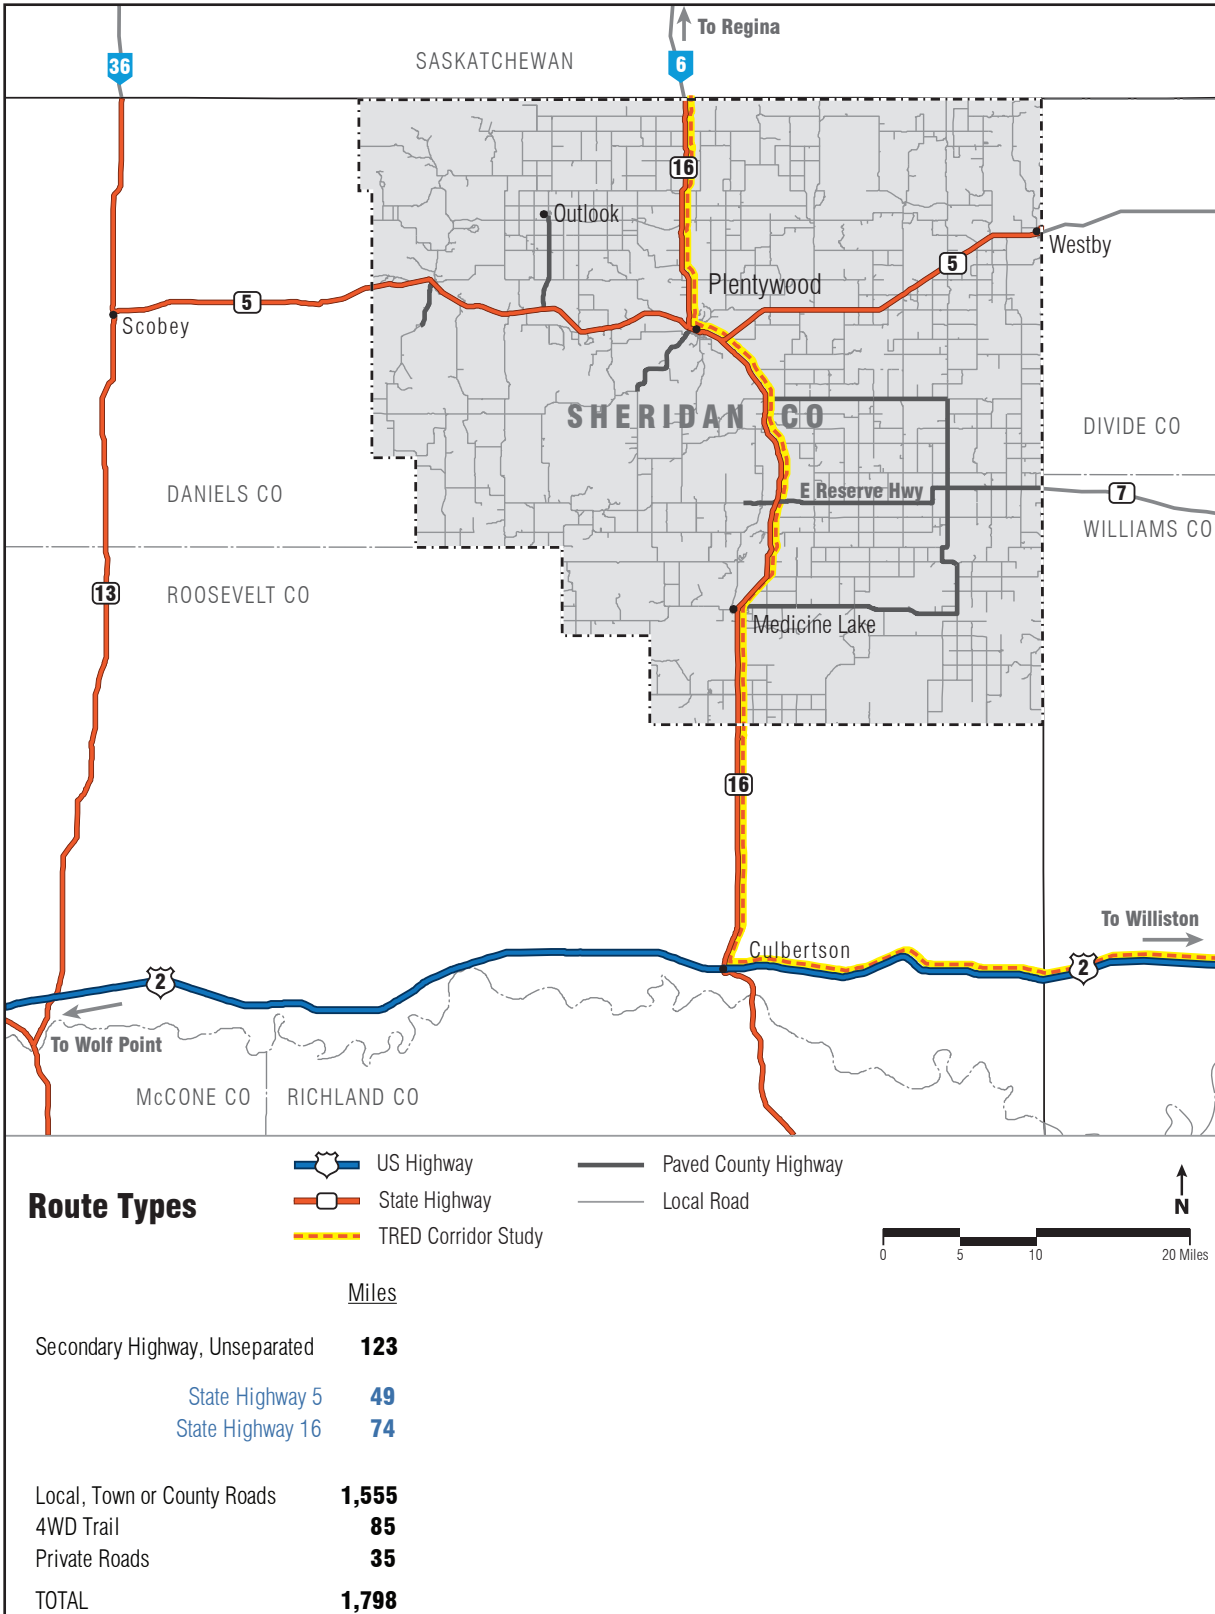 To Regina
36
SASKATCHEWAN
6
16
Outlook
Westby
5
Plentywood
5
Scobey
SHERIDAN CO
DIVIDE CO
DANIELS CO
E Reserve Hwy
7
WILLIAMS CO
13
ROOSEVELT CO
Medicine Lake
16
To Williston
Culbertson
2
2
To Wolf Point
McCONE CO
RICHLAND CO
Route Types
US Highway
State Highway
TRED Corridor Study
Paved County Highway
Local Road
N
0 5 10 20 Miles
Miles
Secondary Highway, Unseparated 123
State Highway 5 49
State Highway 16 74
Local, Town or County Roads 1,555
4WD Trail 85
Private Roads 35
TOTAL 1,798